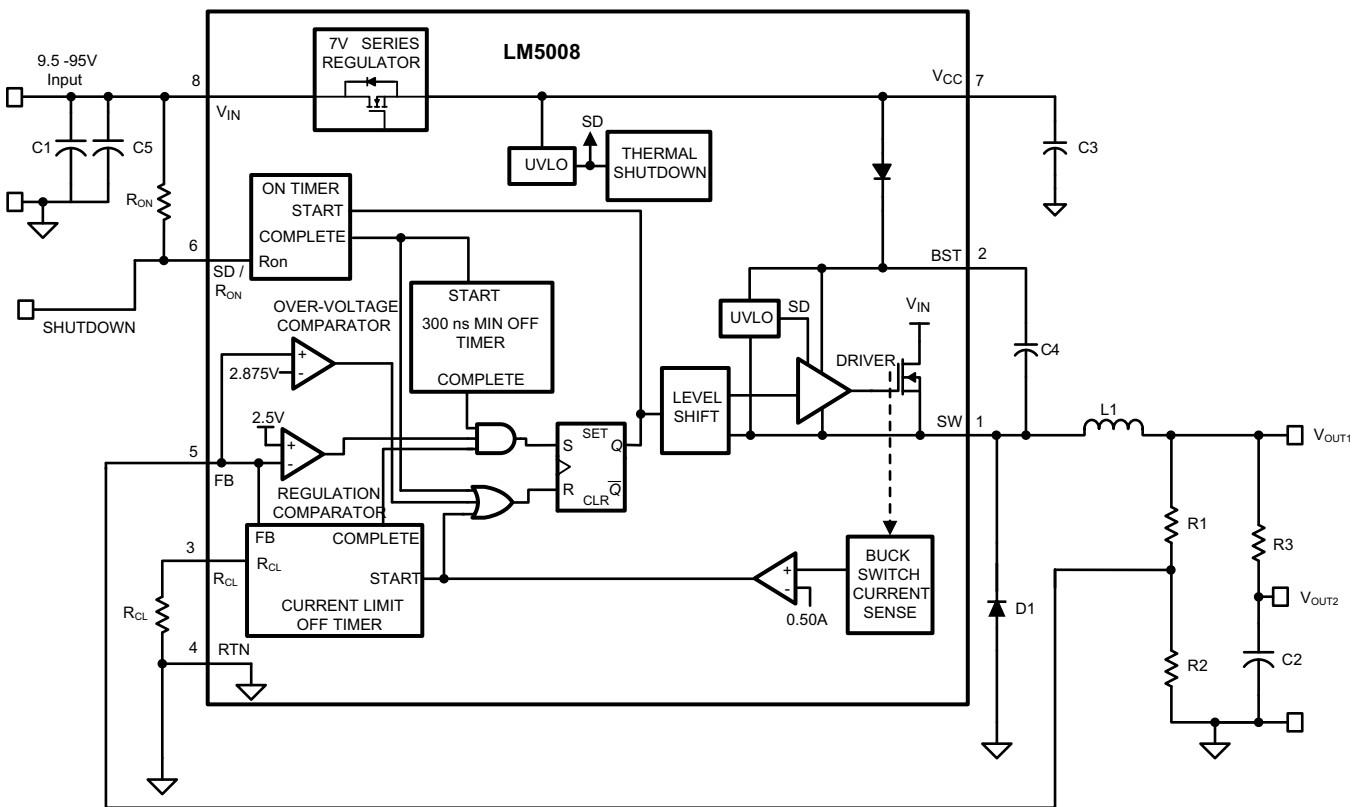 LM5008
7V SERIES
REGULATOR
9.5 -95V
Input
8
VIN
VCC
7
C1
C5
RON
SD
UVLO
THERMAL
SHUTDOWN
C3
ON TIMER
START
COMPLETE
Ron
6
SD /
RON
SHUTDOWN
BST
2
START
300 ns MIN OFF
TIMER
COMPLETE
OVER-VOLTAGE
COMPARATOR
+
-
2.875V
UVLO
SD
VIN
DRIVER
C4
LEVEL
SHIFT
SW
1
L1
VOUT1
2.5V
+
-
5
FB
REGULATION
COMPARATOR
SET
S
Q
R
CLR
Q
FB
COMPLETE
RCL
START
CURRENT LIMIT
OFF TIMER
3
RCL
RCL
4
RTN
+
-
0.50A
BUCK
SWITCH
CURRENT
SENSE
D1
R1
R3
VOUT2
R2
C2